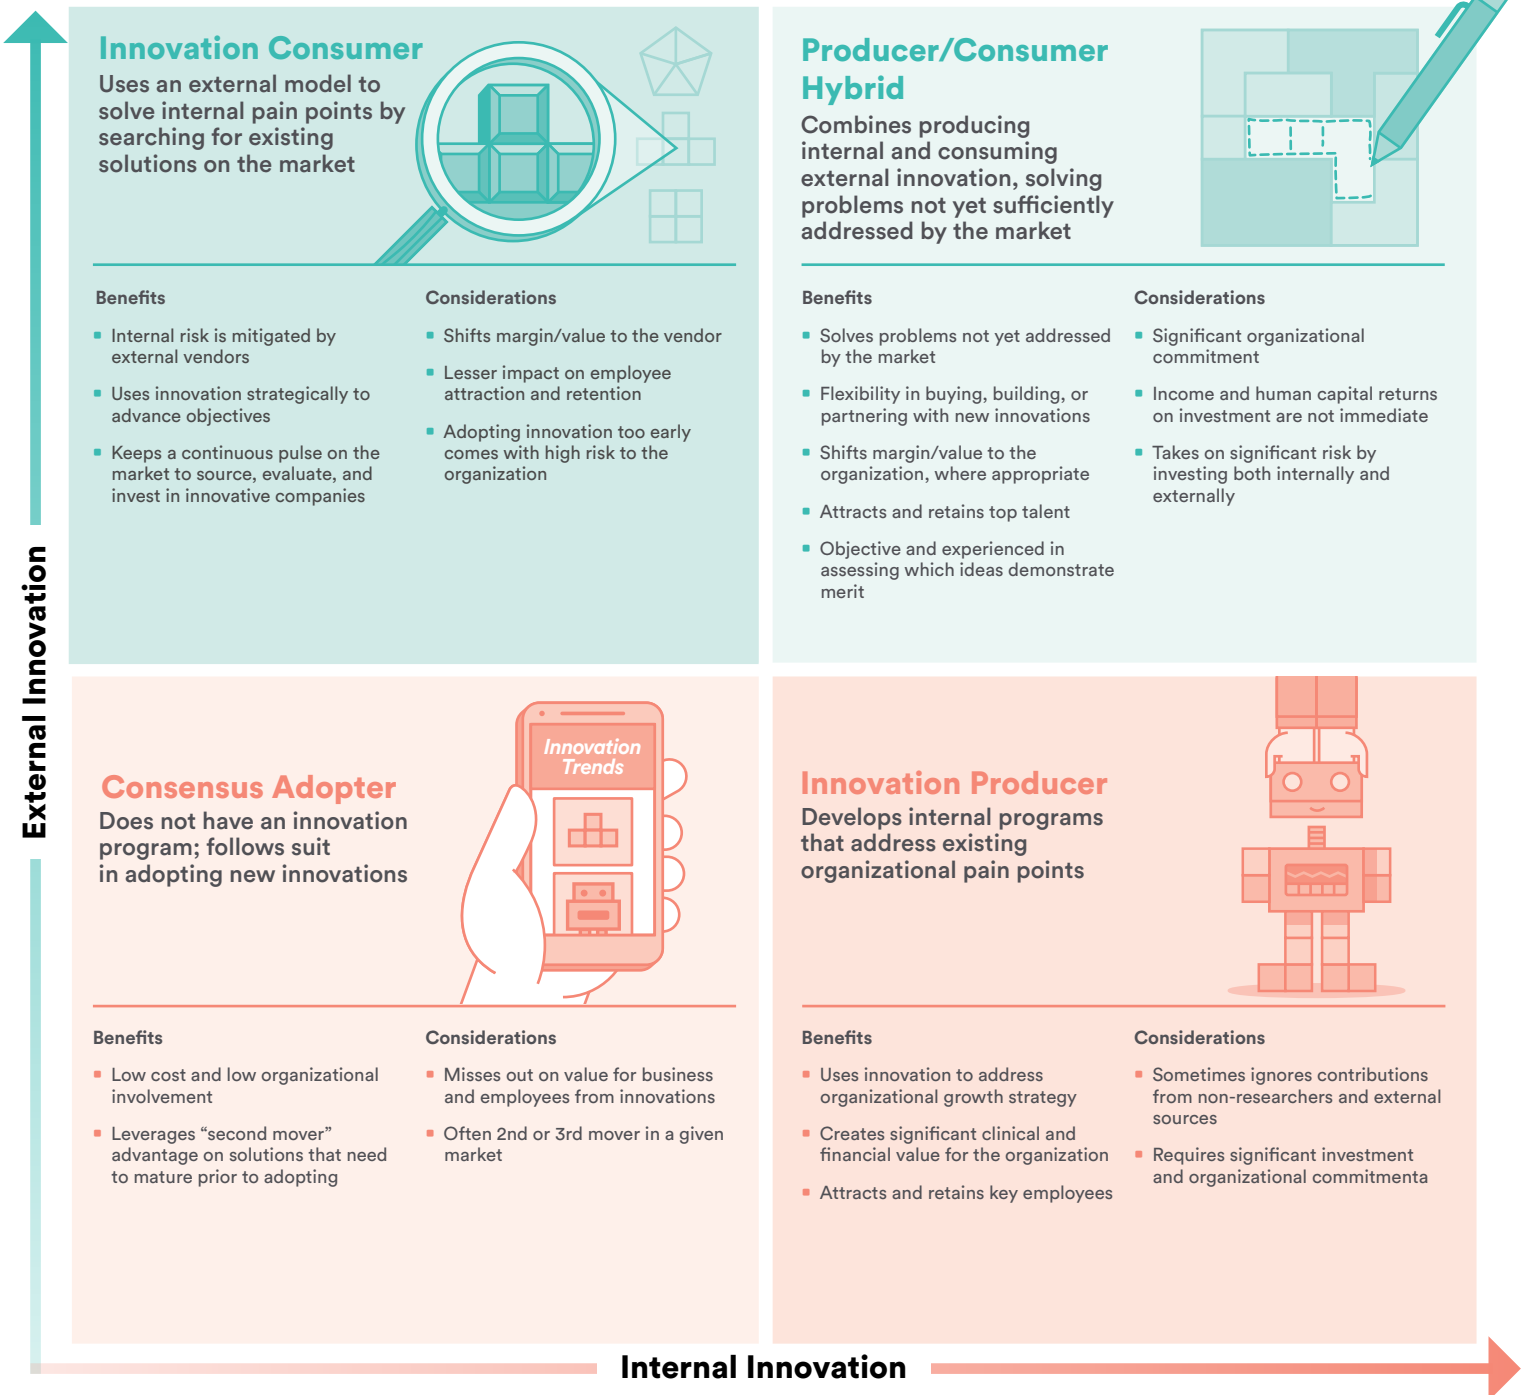 Innovation Consumer
Uses an external model to
solve internal pain points by
searching for existing
solutions on the market
Benefits
Internal risk is mitigated by
external vendors
Uses innovation strategically to
advance objectives
Keeps a continuous pulse on the
market to source, evaluate, and
invest in innovative companies
Considerations
Shifts margin/value to the vendor
Lesser impact on employee
attraction and retention
Adopting innovation too early
comes with high risk to the
organization
Producer/Consumer
Hybrid
Combines producing
internal and consuming
external innovation, solving
problems not yet sufficiently
addressed by the market
Benefits
Solves problems not yet addressed
by the market
Flexibility in buying, building, or
partnering with new innovations
Shifts margin/value to the
organization, where appropriate
Attracts and retains top talent
Objective and experienced in
assessing which ideas demonstrate
merit
Considerations
Significant organizational
commitment
Income and human capital returns
on investment are not immediate
Takes on significant risk by
investing both internally and
externally
External Innovation
Consensus Adopter
Does not have an innovation
program; follows suit
in adopting new innovations
Innovation
Trends
Benefits
Low cost and low organizational
involvement
Leverages “second mover”
advantage on solutions that need
to mature prior to adopting
Considerations
Misses out on value for business
and employees from innovations
Often 2nd or 3rd mover in a given
market
Innovation Producer
Develops internal programs
that address existing
organizational pain points
Benefits
Uses innovation to address
organizational growth strategy
Creates significant clinical and
financial value for the organization
Attracts and retains key employees
Considerations
Sometimes ignores contributions
from non-researchers and external
sources
Requires significant investment
and organizational commitmenta
Internal Innovation